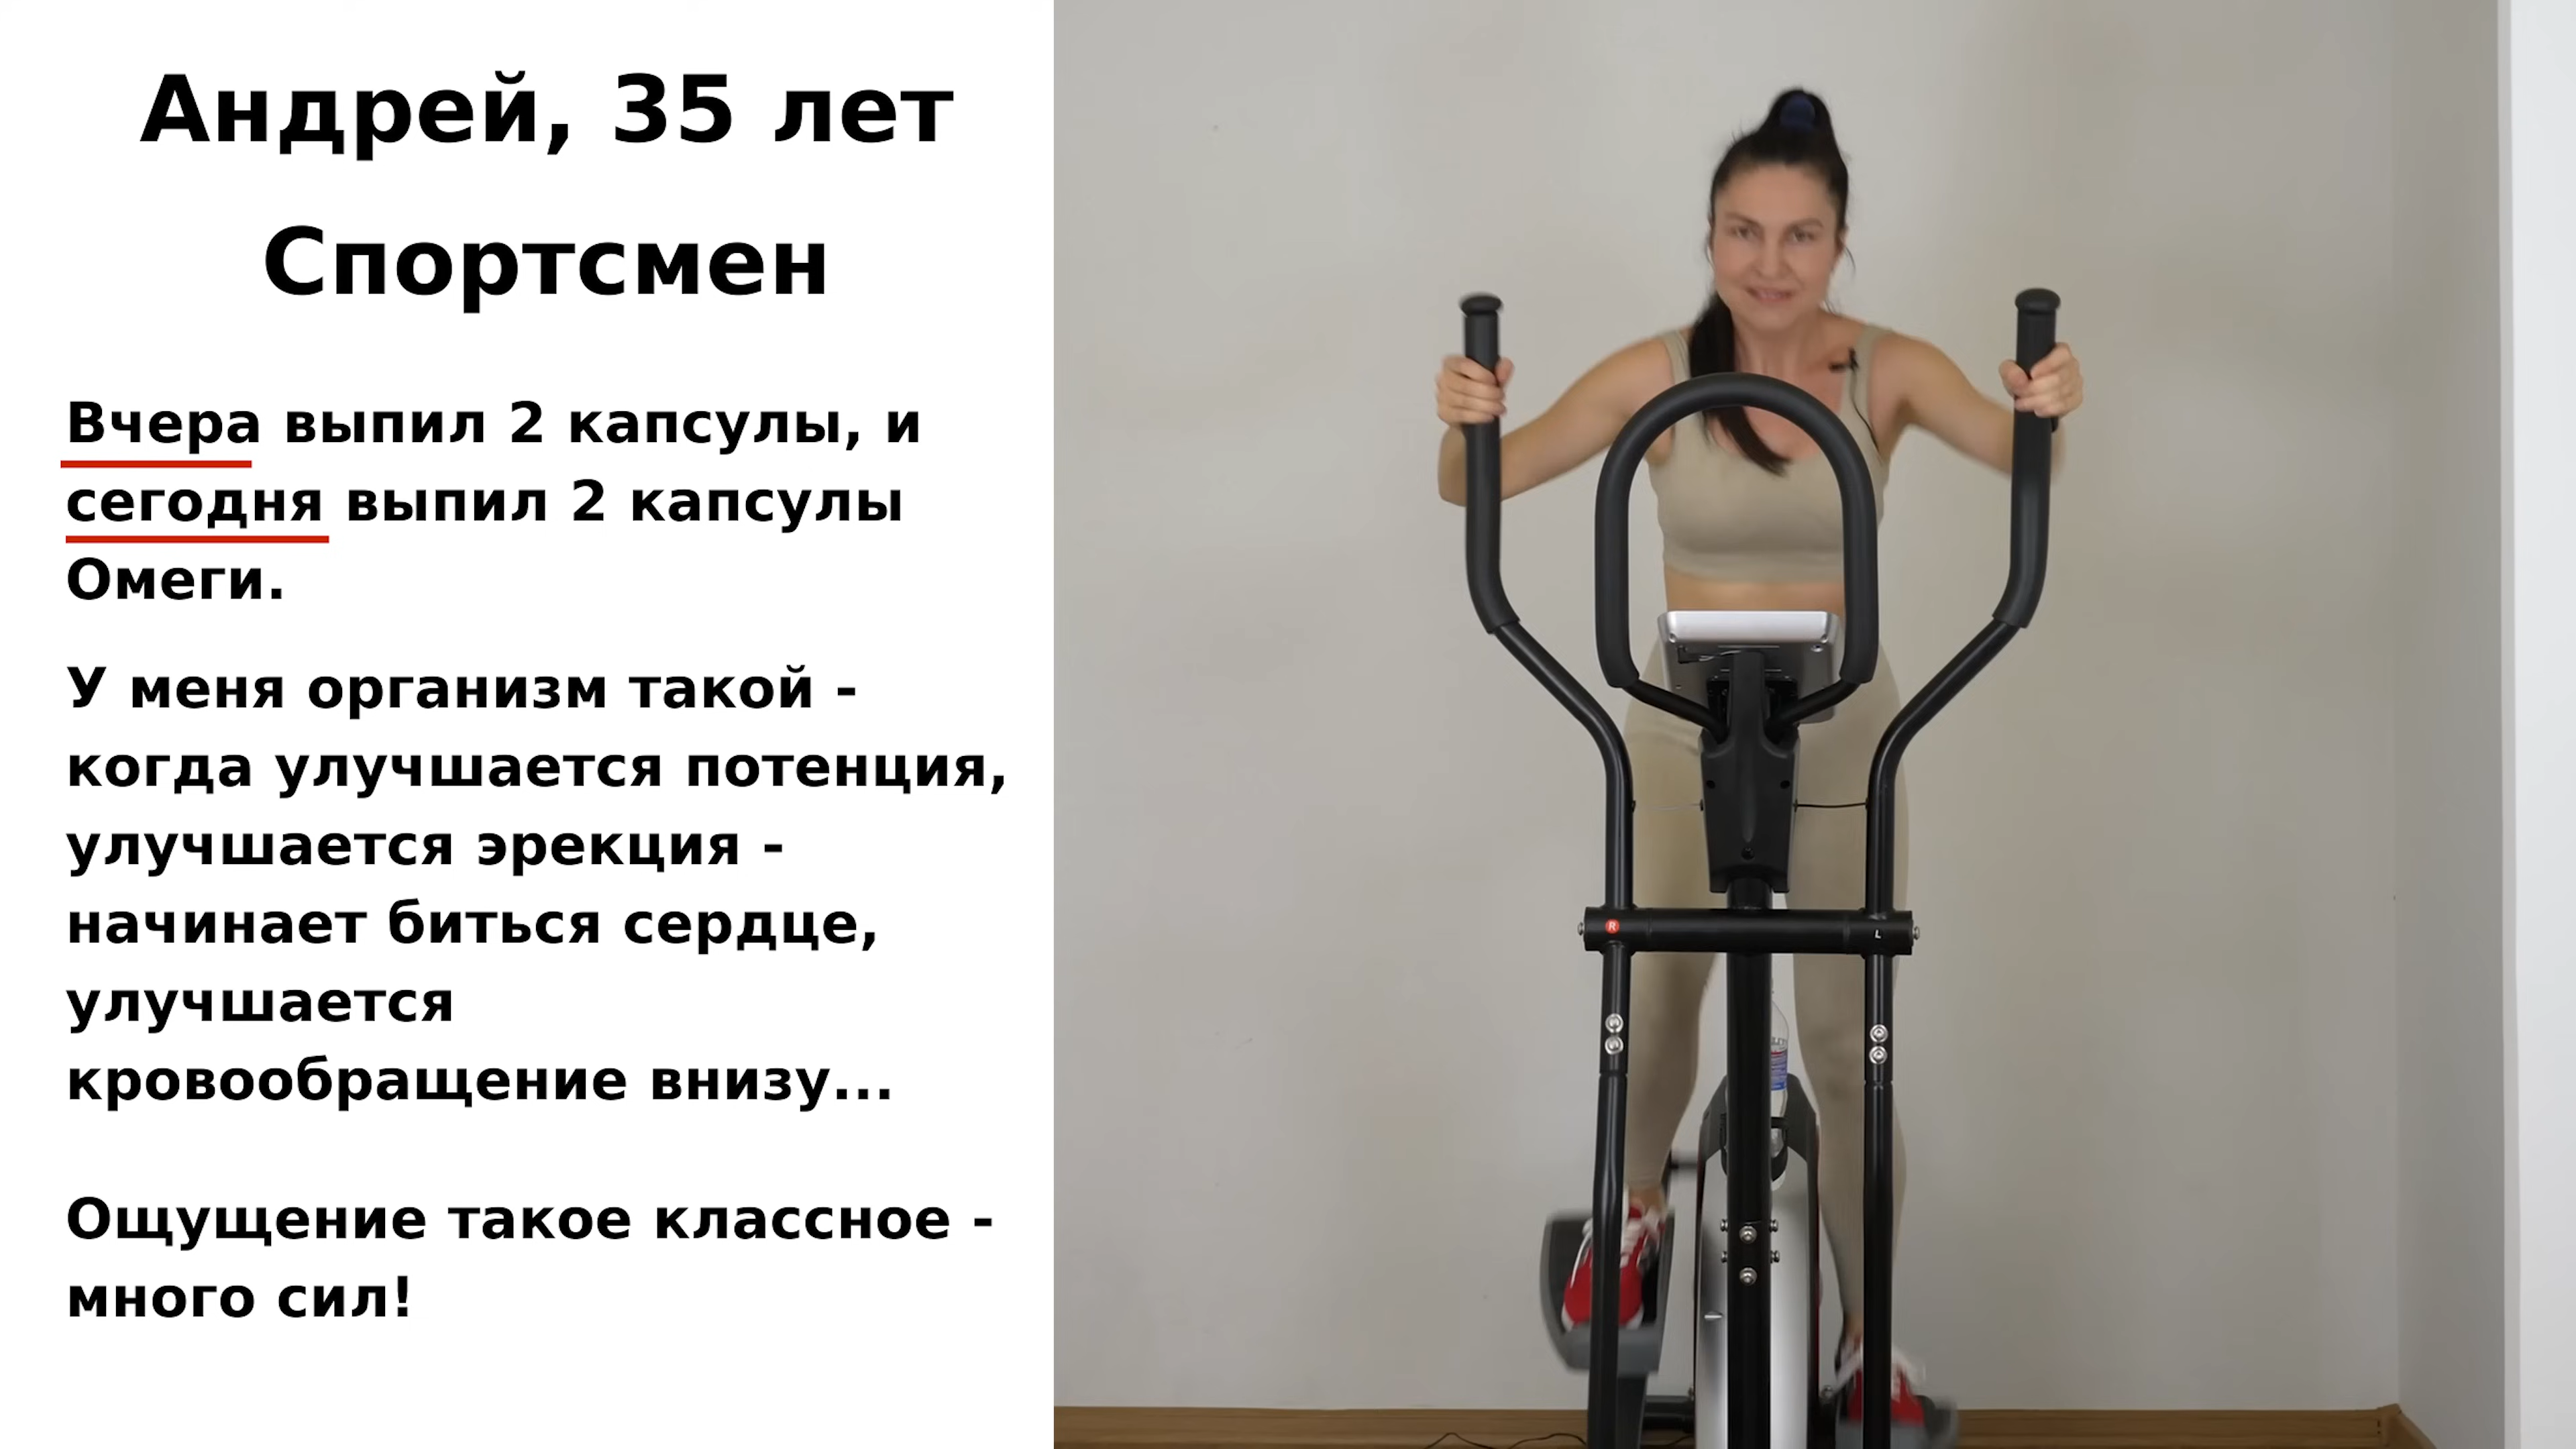 Андрей, 35 лет
Спортсмен
Вчера выпил 2 капсулы, и
сегодня выпил 2 капсулы
Омеги.
У меня организм такой -
когда улучшается потенция,
улучшается эрекция -
начинает биться сердце,
улучшается
кровообращение внизу...
Ощущение такое классное -
много сил!
R
L